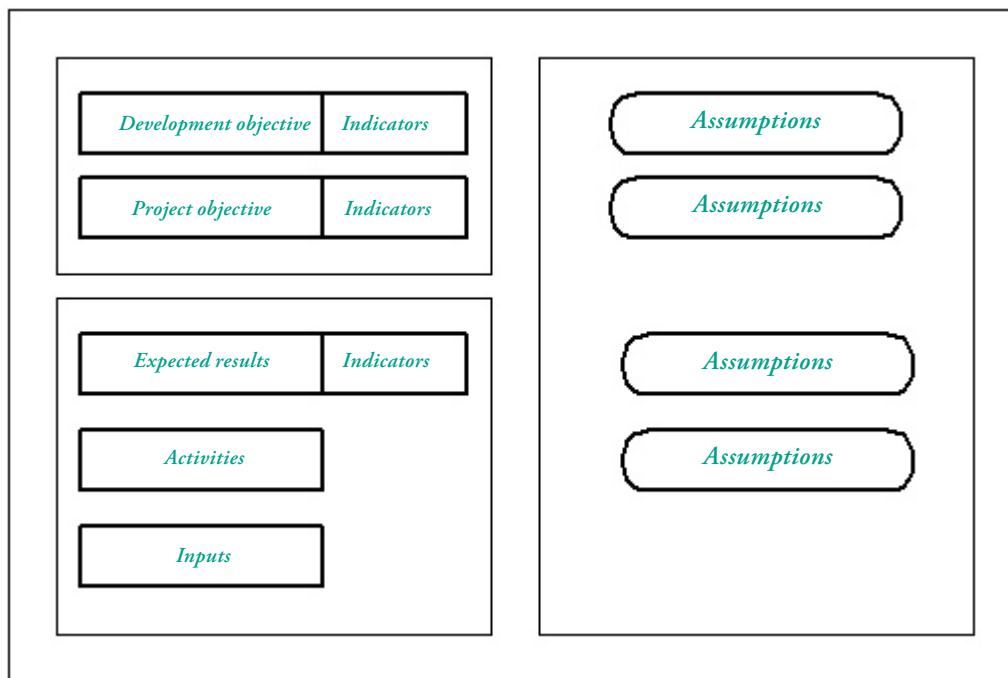 Development objective Indicators Assumptions
Project objective Indicators Assumptions
Expected results Indicators Assumptions
Activities Assumptions
Inputs